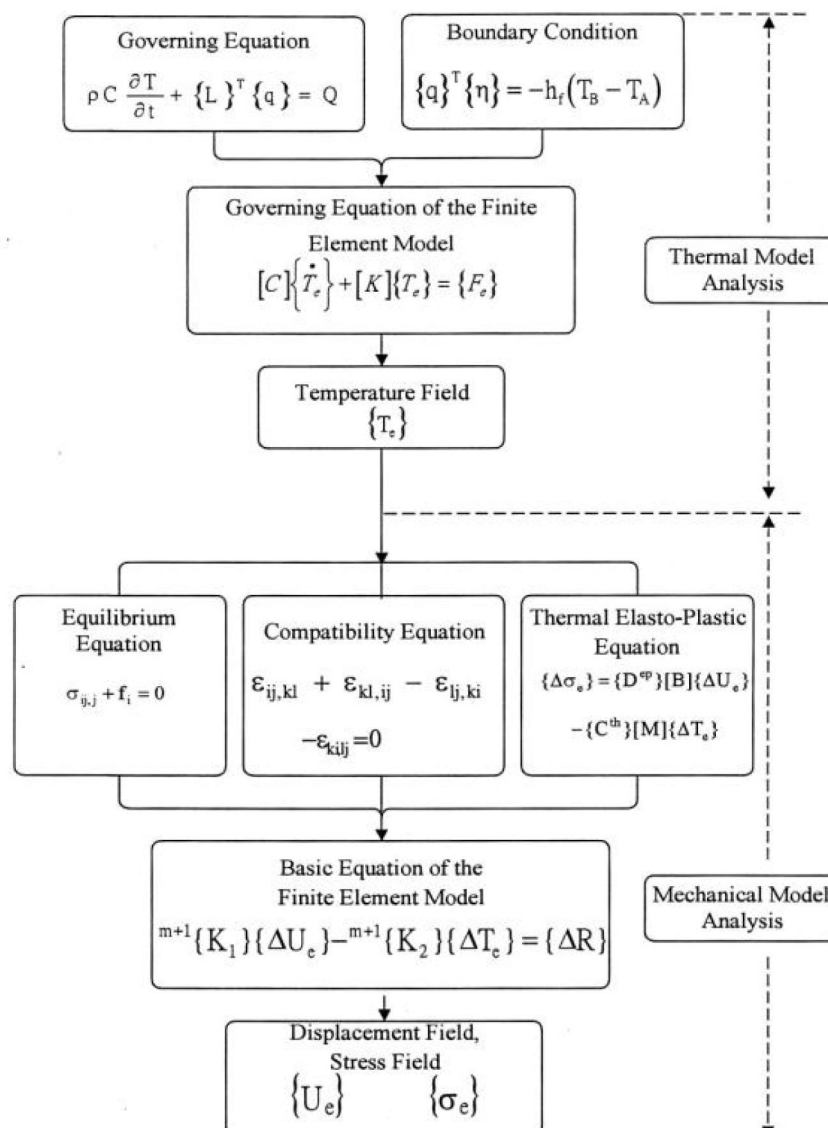 Governing Equation
ρ C ∂T/∂t + {L}ᵀ{q} = Q
Boundary Condition
{q}ᵀ{η} = −h_f(T_B − T_A)
Governing Equation of the Finite
Element Model
[C]{Ṫ_e} + [K]{T_e} = {F_e}
Thermal Model
Analysis
Temperature Field
{T_e}
Equilibrium
Equation
σ_ij,j + f_i = 0
Compatibility Equation
ε_ij,kl + ε_kl,ij − ε_lj,ki
−ε_ki,lj = 0
Thermal Elasto-Plastic
Equation
{Δσ_e} = {D^ep}[B]{ΔU_e}
−{C^th}[M]{ΔT_e}
Basic Equation of the
Finite Element Model
^m+1{K_1}{ΔU_e} − ^m+1{K_2}{ΔT_e} = {ΔR}
Mechanical Model
Analysis
Displacement Field,
Stress Field
{U_e} {σ_e}